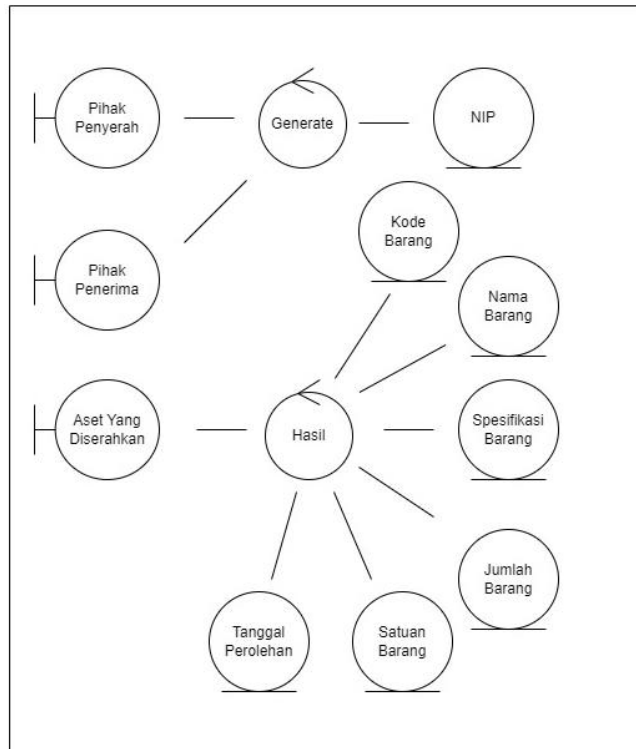 Pihak
Penyerah
Generate
NIP
Kode
Barang
Pihak
Penerima
Nama
Barang
Aset Yang
Diserahkan
Hasil
Spesifikasi
Barang
Jumlah
Barang
Tanggal
Perolehan
Satuan
Barang